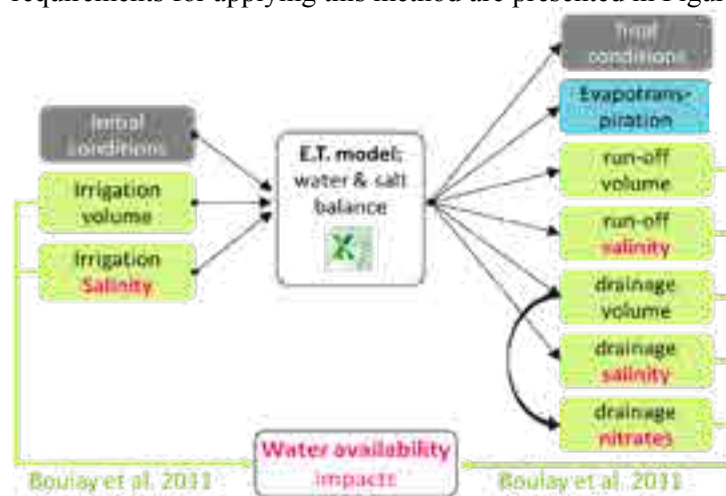 requirements for applying this method are presented in Figur
final
conditions
Evapotrans-
piration
Initial
conditions
E.T. model:
water & salt
balance
run-off
volume
Irrigation
volume
run-off
salinity
Irrigation
Salinity
drainage
volume
drainage
salinity
drainage
nitrates
Water availability
impacts
Boulay et al. 2011
Boulay et al. 2011